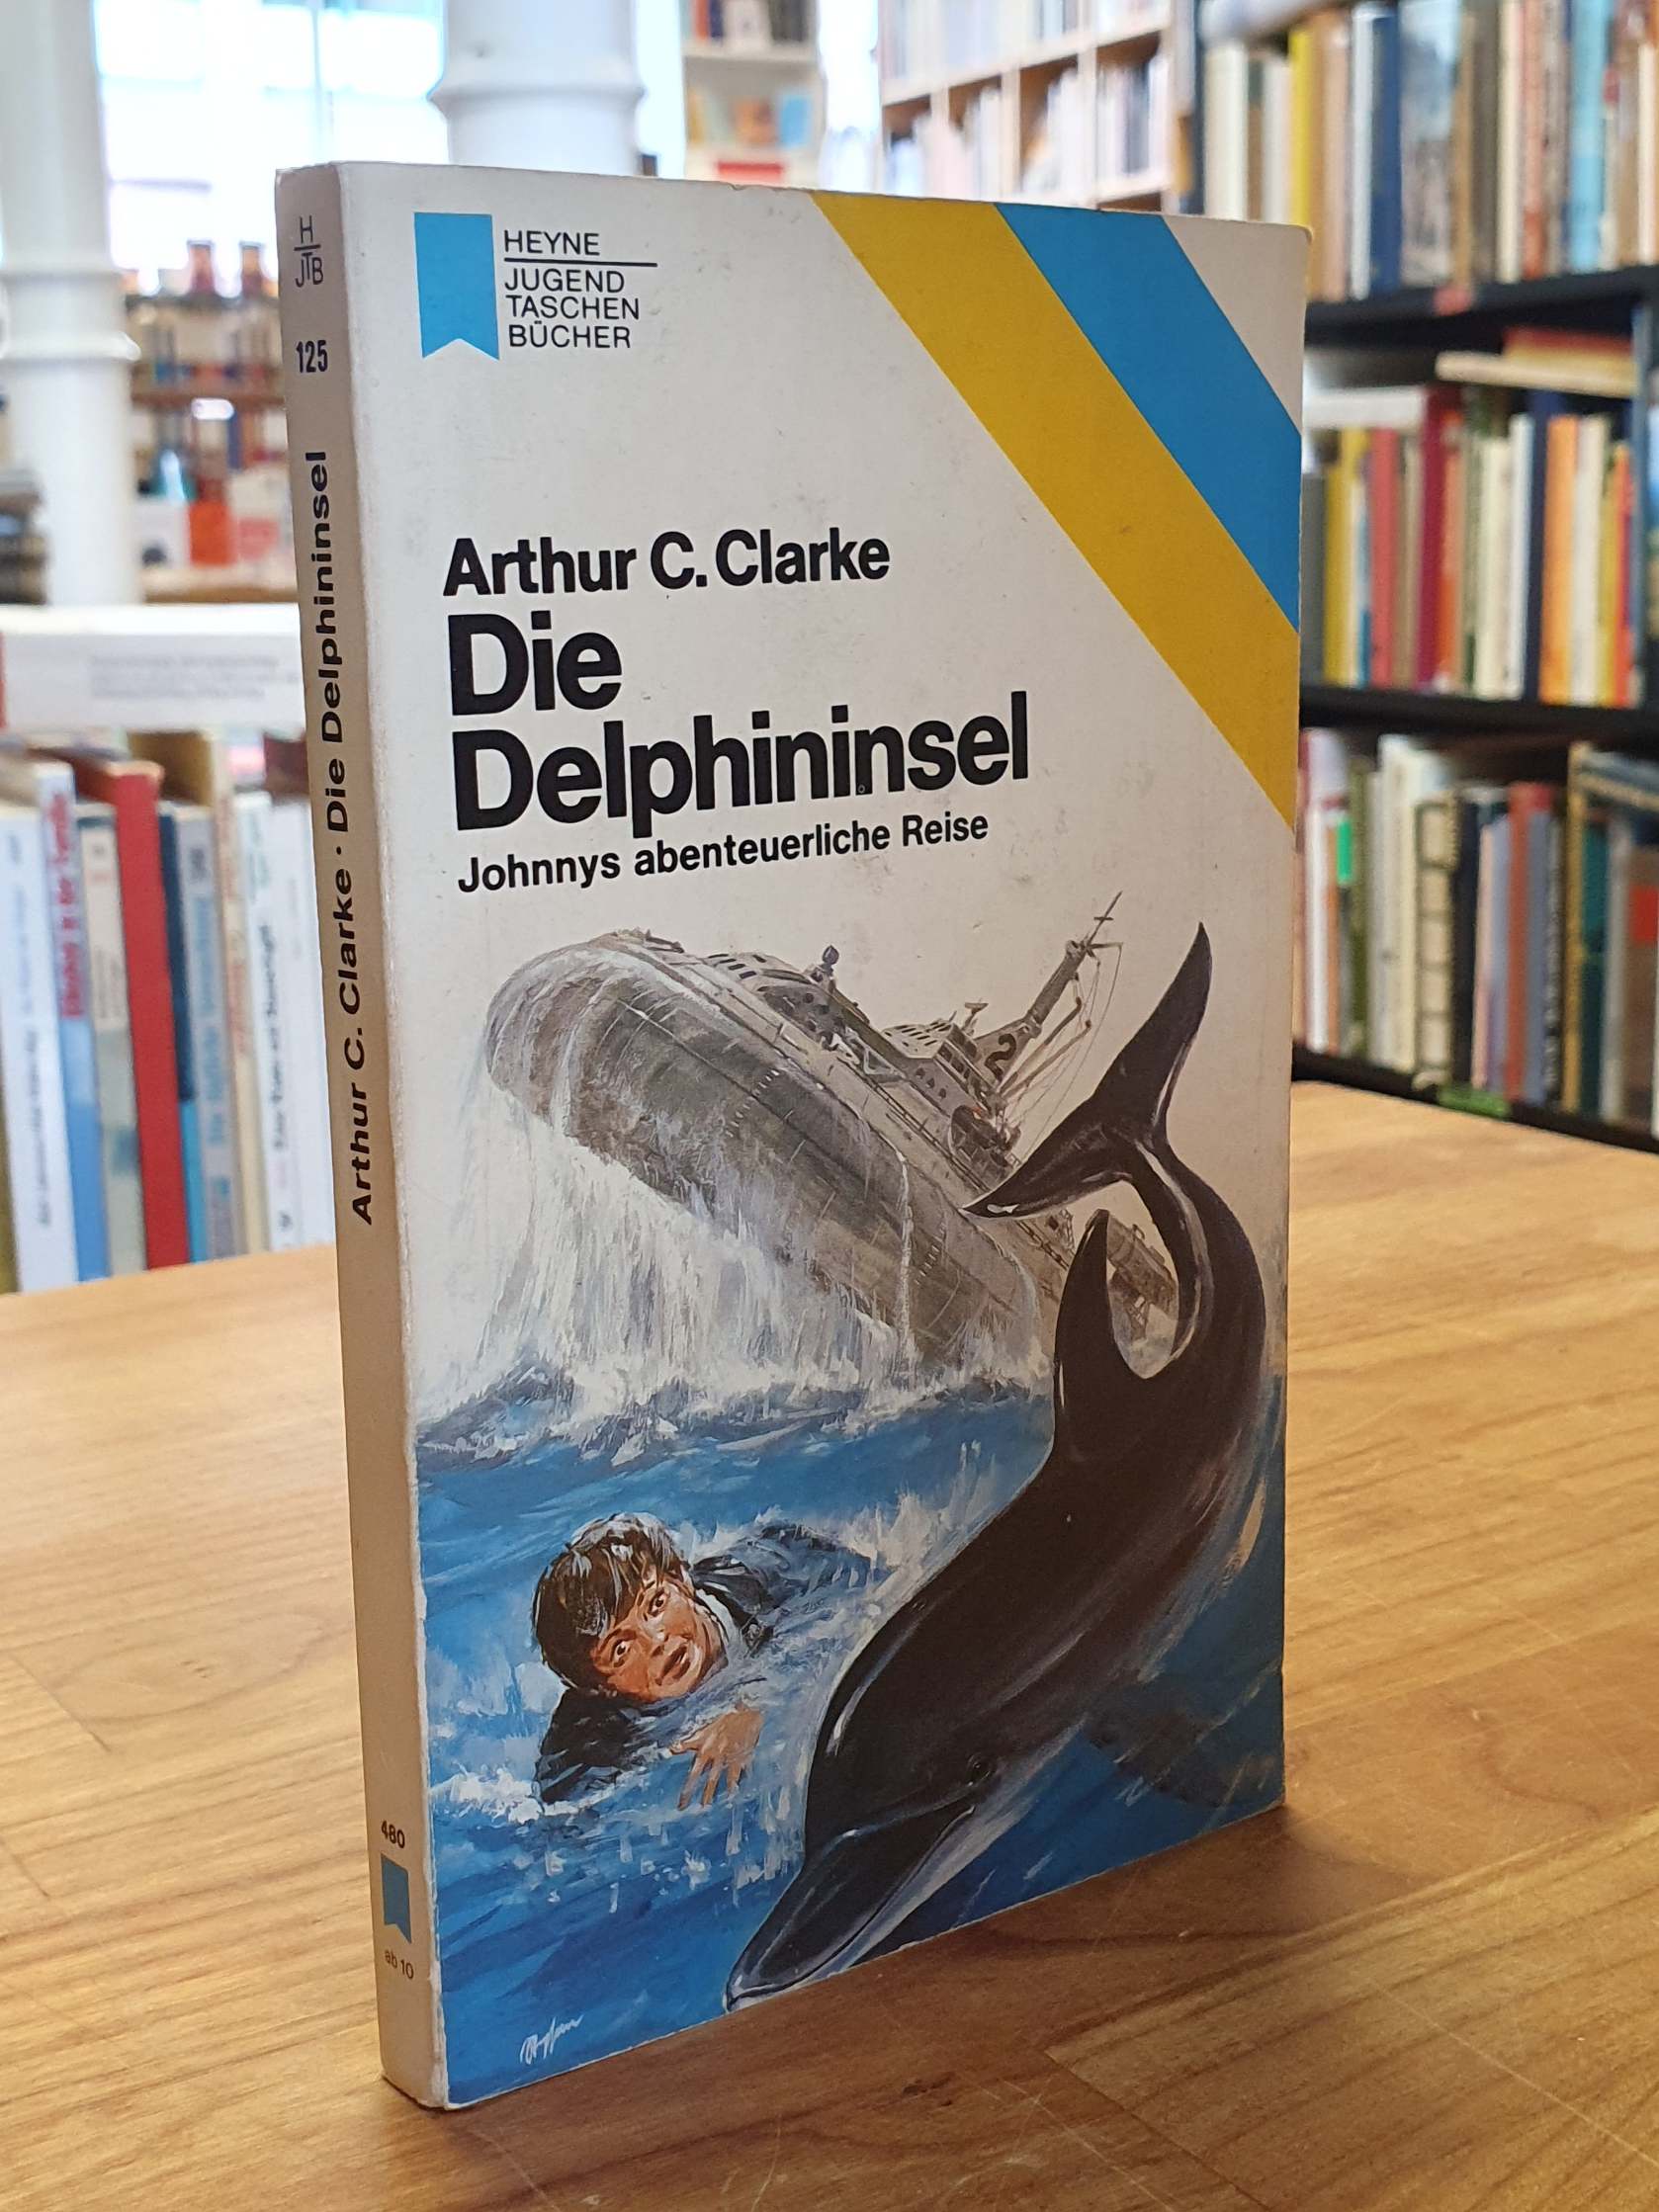 HEYNE
JUGEND
TASCHEN
BÜCHER
Arthur C. Clarke
Die
Delphininsel
Johnnys abenteuerliche Reise
2
H
JTB
125
Arthur C. Clarke · Die Delphininsel
480
ab 10